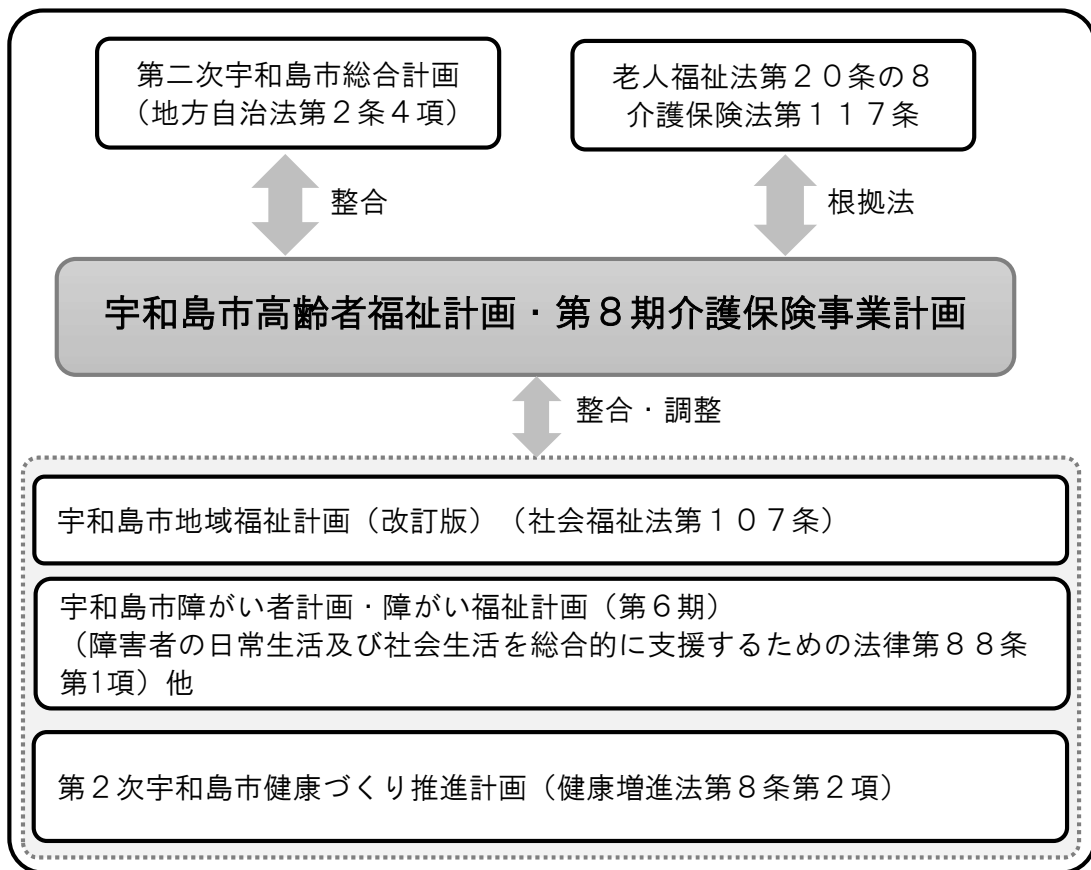 第二次宇和島市総合計画
（地方自治法第２条４項）
老人福祉法第２０条の８
介護保険法第１１７条
整合
根拠法
宇和島市高齢者福祉計画・第８期介護保険事業計画
整合・調整
宇和島市地域福祉計画（改訂版）（社会福祉法第１０７条）
宇和島市障がい者計画・障がい福祉計画（第６期）
（障害者の日常生活及び社会生活を総合的に支援するための法律第８８条
第1項）他
第２次宇和島市健康づくり推進計画（健康増進法第８条第２項）